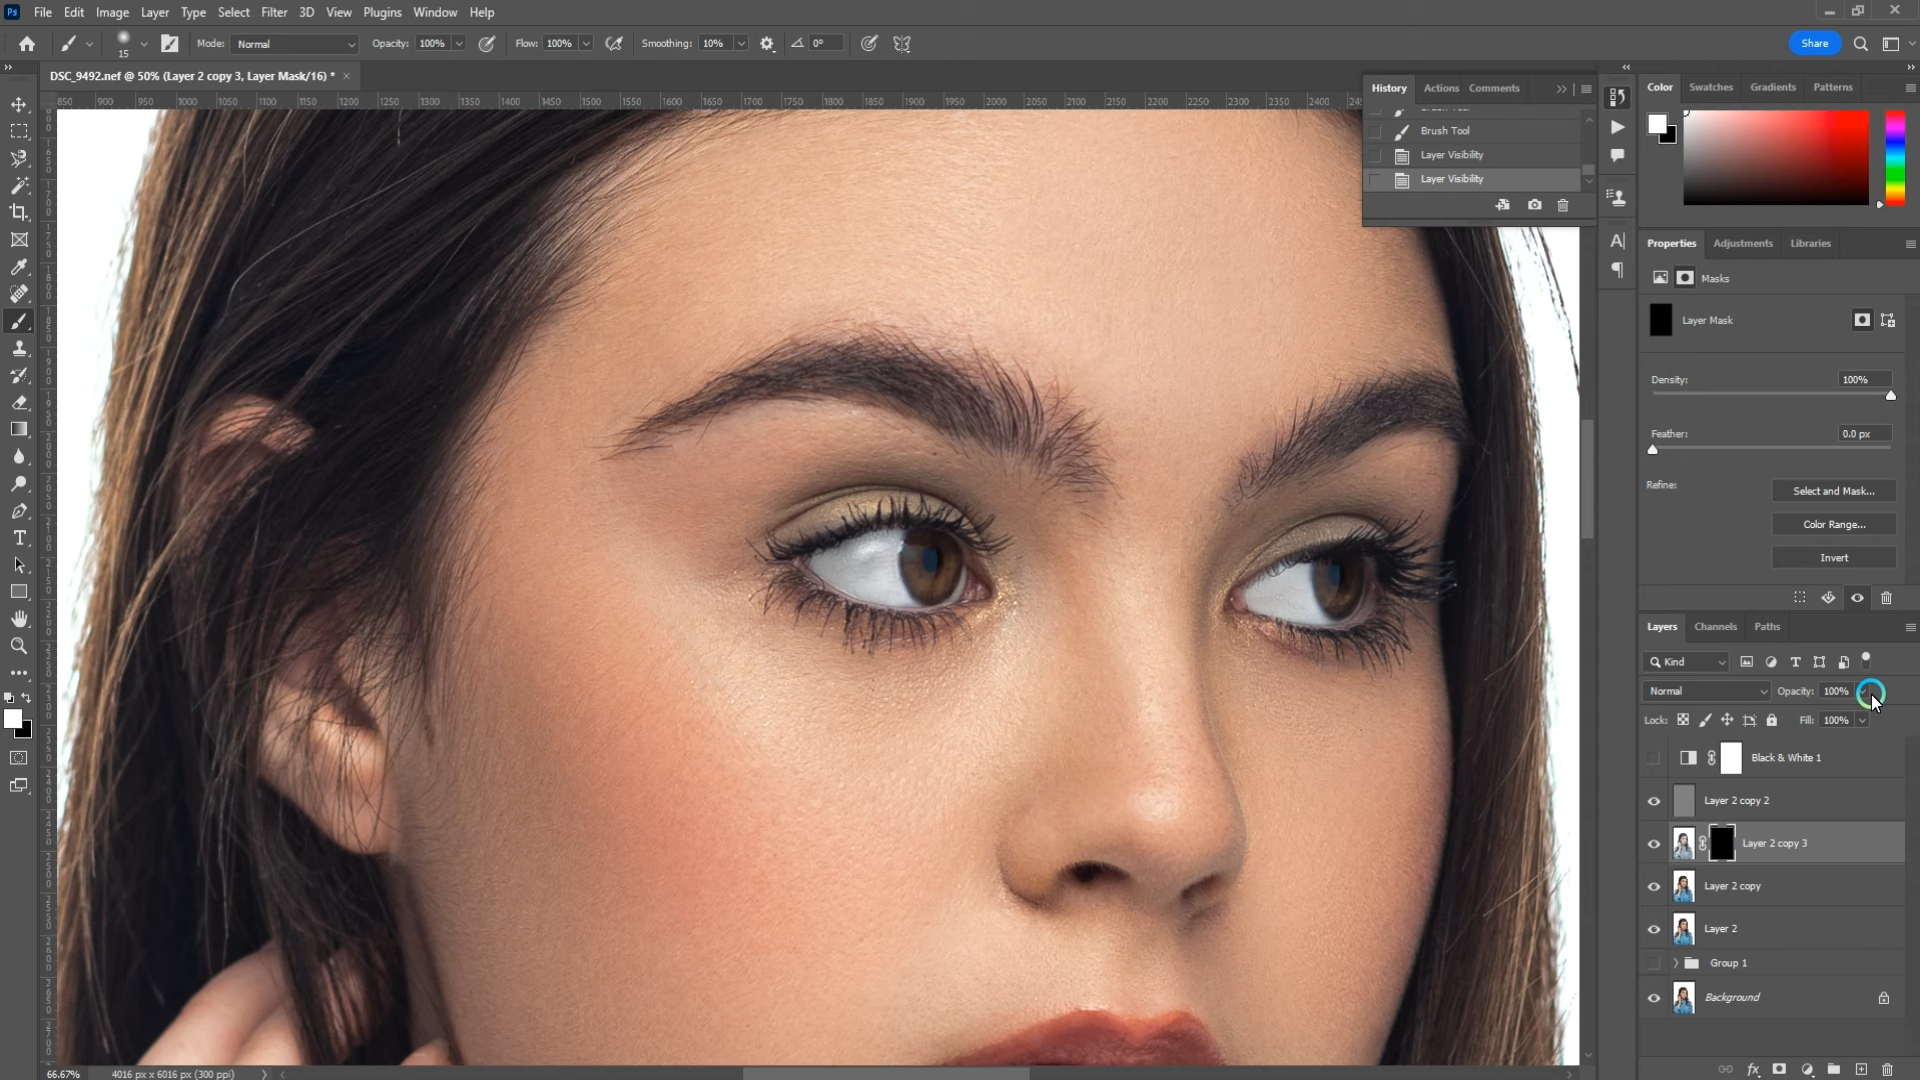 Ps File Edit Image Layer Type Select Filter 3D View Plugins Window Help
15 Mode: Normal Opacity: 100% Flow: 100% Smoothing: 10% 0° Share
DSC_9492.nef @ 50% (Layer 2 copy 3, Layer Mask/16) *
850 900 950 1000 1050 1100 1150 1200 1250 1300 1350 1400 1450 1500 1550 1600 1650 1700 1750 1800 1850 1900 1950 2000 2050 2100 2150 2200 2250 2300 2350 2400
History Actions Comments
Brush Tool
Layer Visibility
Layer Visibility
Color Swatches Gradients Patterns
Properties Adjustments Libraries
Masks
Layer Mask
Density: 100%
Feather: 0.0 px
Refine: Select and Mask...
Color Range...
Invert
Layers Channels Paths
Kind
Normal Opacity: 100%
Lock: Fill: 100%
Black & White 1
Layer 2 copy 2
Layer 2 copy 3
Layer 2 copy
Layer 2
Group 1
Background
66.67% 4016 px x 6016 px (300 ppi)